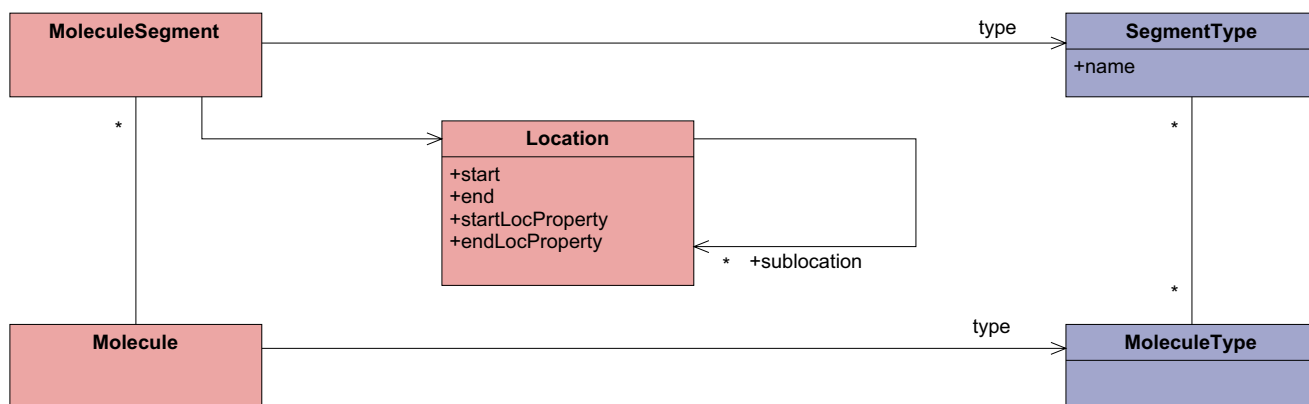 MoleculeSegment
type
SegmentType
+name
*
*
Location
+start
+end
+startLocProperty
+endLocProperty
* +sublocation
*
Molecule
type
MoleculeType